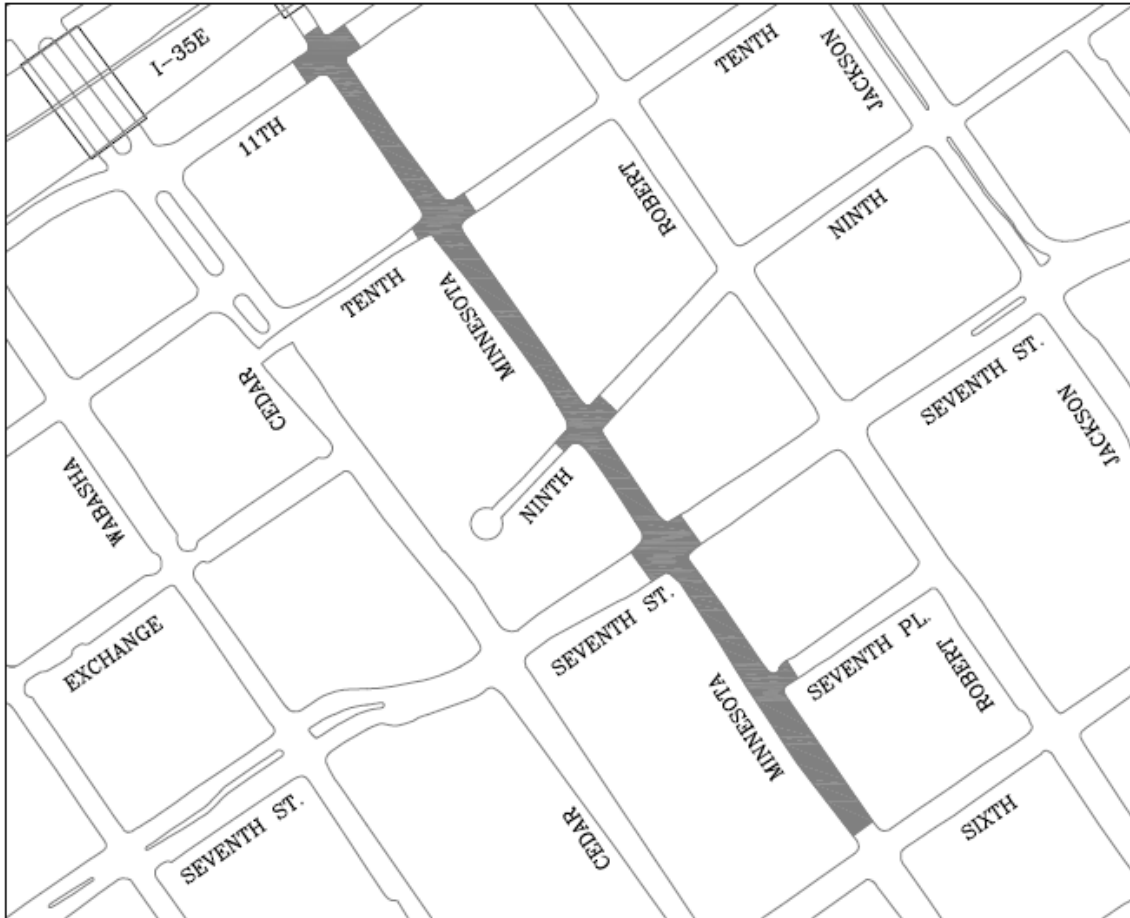 I-35E
TENTH
JACKSON
11TH
ROBERT
NINTH
TENTH
MINNESOTA
SEVENTH ST.
CEDAR
JACKSON
WABASHA
NINTH
EXCHANGE
SEVENTH ST.
SEVENTH PL.
ROBERT
MINNESOTA
SEVENTH ST.
CEDAR
SIXTH